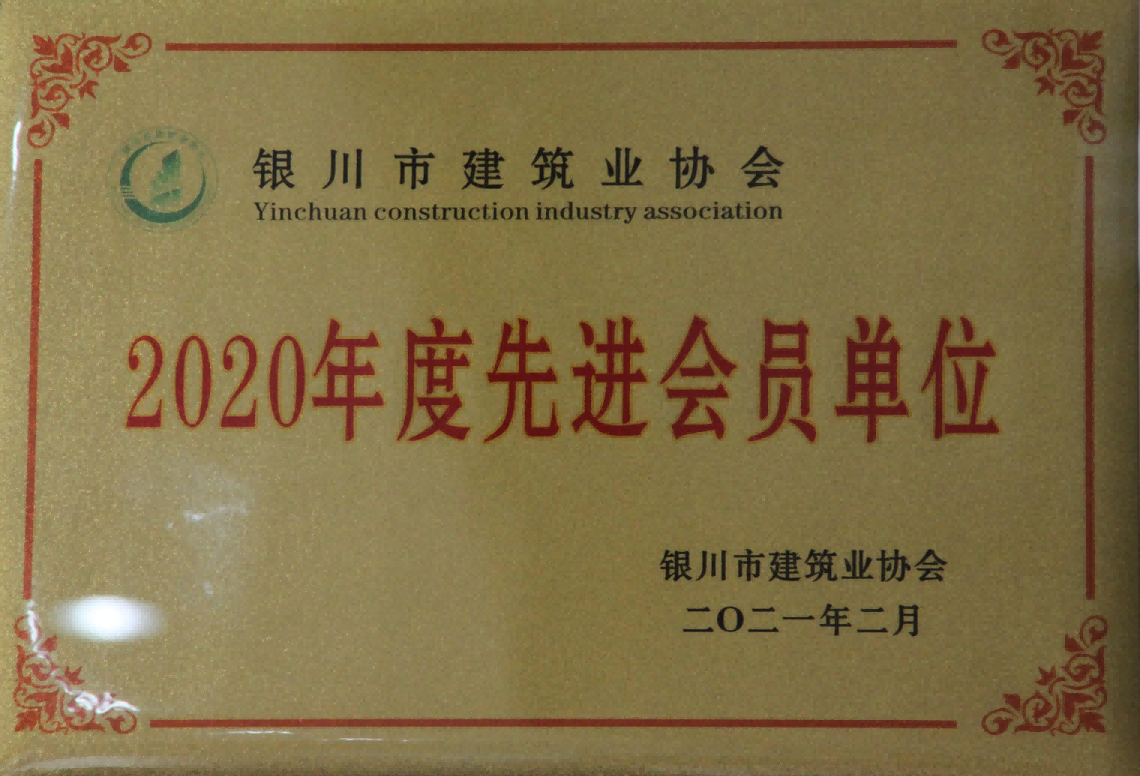 银川市建筑业协会
Yinchuan construction industry association
2020年度先进会员单位
银川市建筑业协会
二〇二一年二月